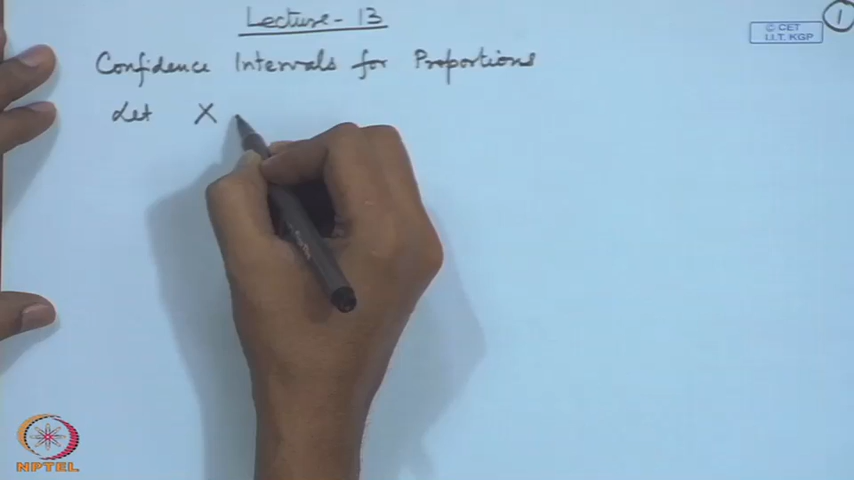 Lecture - 13
1
© CET
I.I.T. KGP
Confidence Intervals for Proportions
Let X
NPTEL